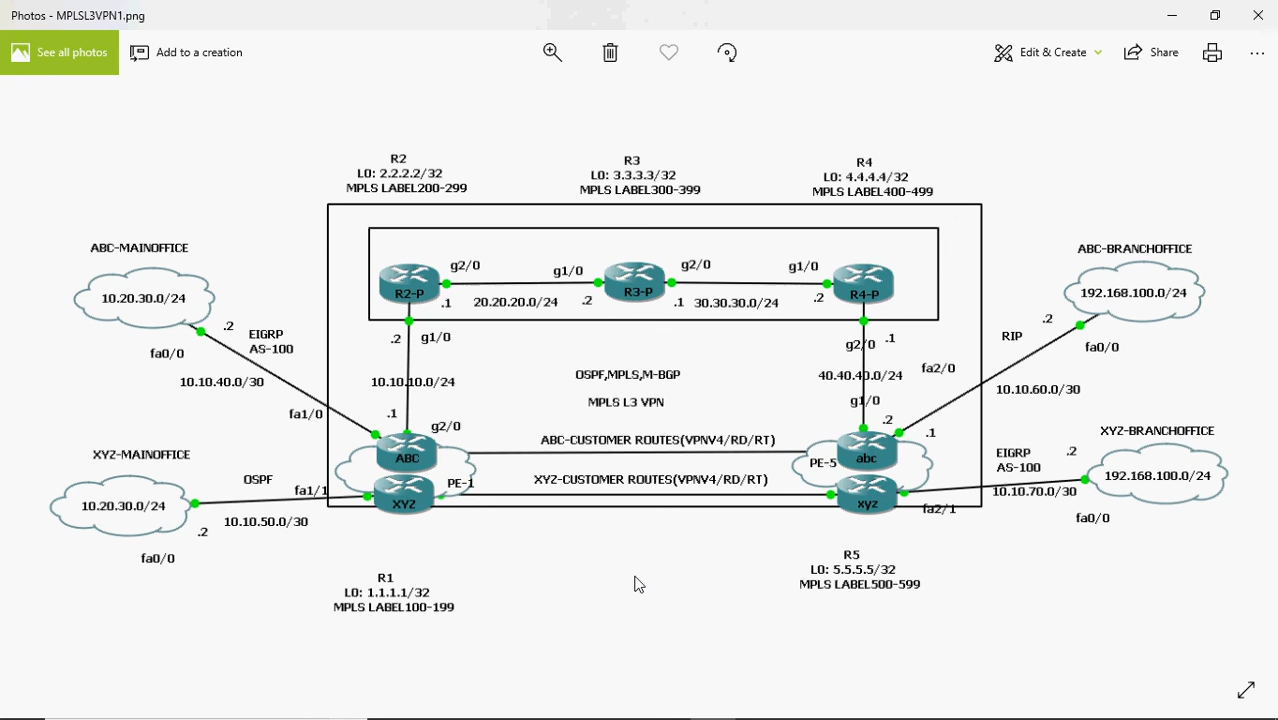 Photos - MPLSL3VPN1.png
See all photos
Add to a creation
Edit & Create
Share
R2
L0: 2.2.2.2/32
MPLS LABEL200-299
R3
L0: 3.3.3.3/32
MPLS LABEL300-399
R4
L0: 4.4.4.4/32
MPLS LABEL400-499
ABC-MAINOFFICE
10.20.30.0/24
.2
fa0/0
EIGRP
AS-100
10.10.40.0/30
fa1/0
R2-P
g2/0
.1
20.20.20.0/24
g1/0
.2
R3-P
g2/0
.1
30.30.30.0/24
g1/0
.2
R4-P
.2
g1/0
10.10.10.0/24
.1
g2/0
.1
g2/0
40.40.40.0/24
g1/0
.2
OSPF,MPLS,M-BGP
MPLS L3 VPN
ABC-BRANCHOFFICE
192.168.100.0/24
.2
fa0/0
RIP
fa2/0
10.10.60.0/30
.1
XYZ-MAINOFFICE
10.20.30.0/24
OSPF
fa1/1
10.10.50.0/30
.2
fa0/0
ABC
PE-1
XYZ
ABC-CUSTOMER ROUTES(VPNV4/RD/RT)
XYZ-CUSTOMER ROUTES(VPNV4/RD/RT)
abc
PE-5
xyz
XYZ-BRANCHOFFICE
192.168.100.0/24
EIGRP
AS-100
.2
10.10.70.0/30
fa2/1
fa0/0
R1
L0: 1.1.1.1/32
MPLS LABEL100-199
R5
L0: 5.5.5.5/32
MPLS LABEL500-599